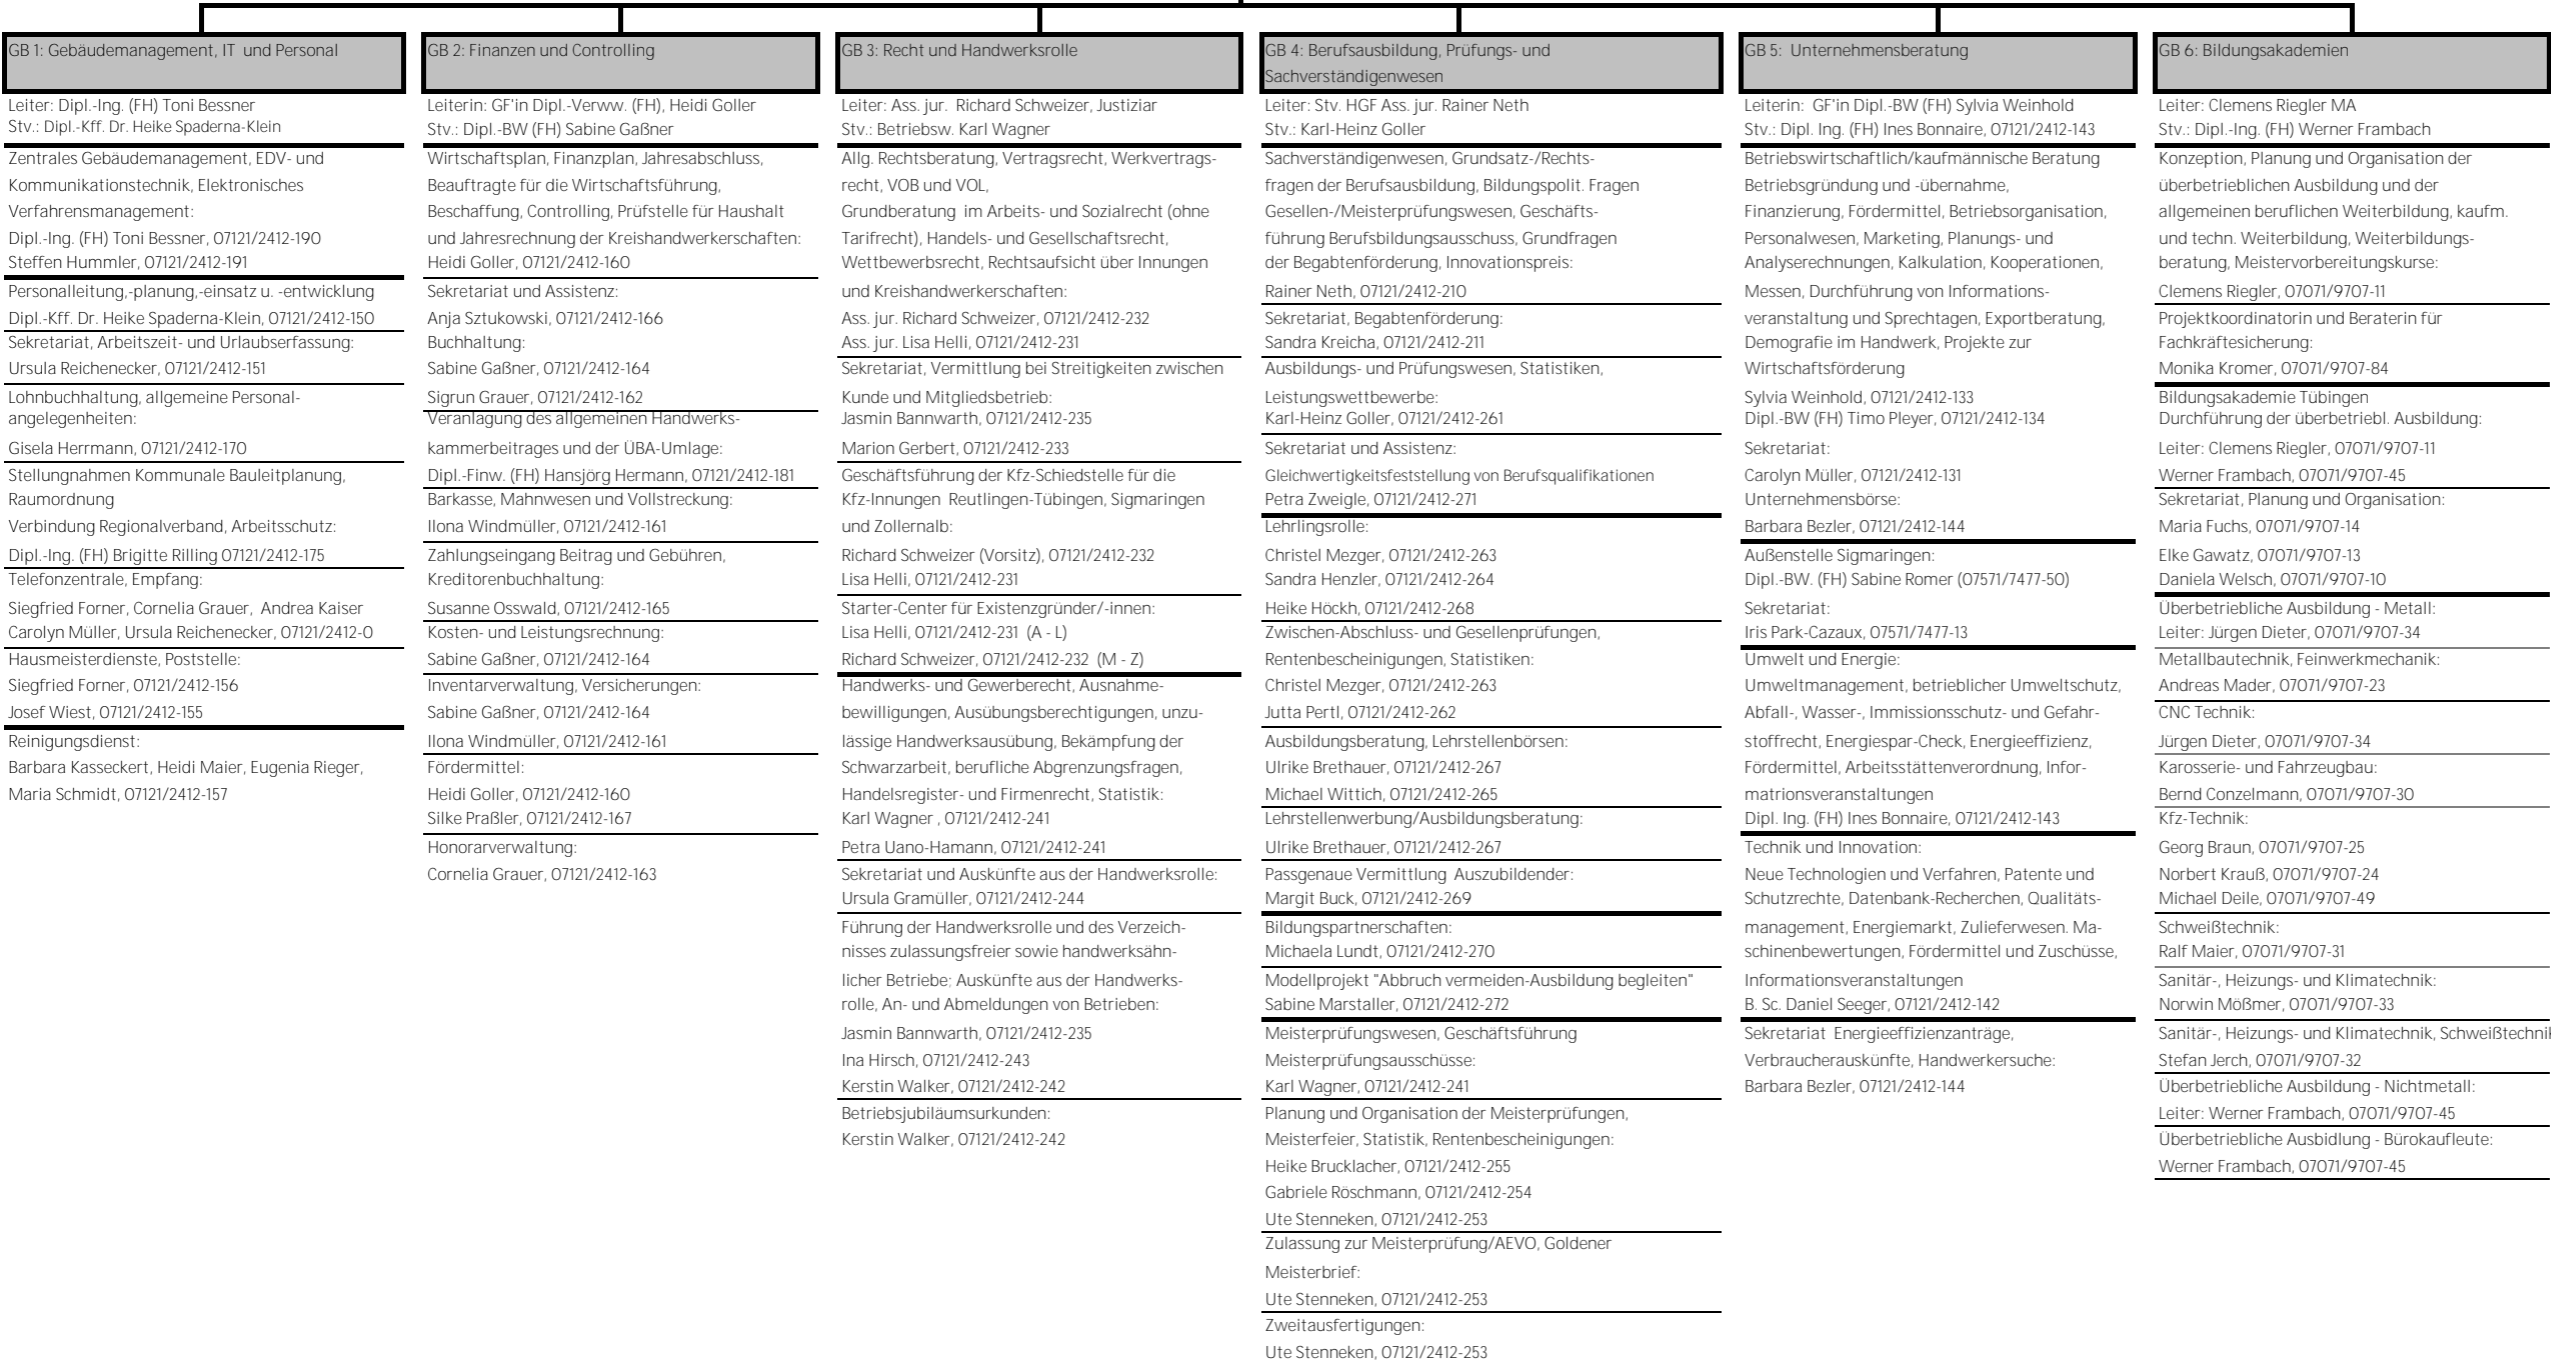 GB 1: Gebäudemanagement, IT und Personal
Leiter: Dipl.-Ing. (FH) Toni Bessner
Stv.: Dipl.-Kff. Dr. Heike Spaderna-Klein
Zentrales Gebäudemanagement, EDV- und
Kommunikationstechnik, Elektronisches
Verfahrensmanagement:
Dipl.-Ing. (FH) Toni Bessner, 07121/2412-190
Steffen Hummler, 07121/2412-191
Personalleitung,-planung,-einsatz u. -entwicklung
Dipl.-Kff. Dr. Heike Spaderna-Klein, 07121/2412-150
Sekretariat, Arbeitszeit- und Urlaubserfassung:
Ursula Reichenecker, 07121/2412-151
Lohnbuchhaltung, allgemeine Personal-
angelegenheiten:
Gisela Herrmann, 07121/2412-170
Stellungnahmen Kommunale Bauleitplanung,
Raumordnung
Verbindung Regionalverband, Arbeitsschutz:
Dipl.-Ing. (FH) Brigitte Rilling 07121/2412-175
Telefonzentrale, Empfang:
Siegfried Forner, Cornelia Grauer, Andrea Kaiser
Carolyn Müller, Ursula Reichenecker, 07121/2412-0
Hausmeisterdienste, Poststelle:
Siegfried Forner, 07121/2412-156
Josef Wiest, 07121/2412-155
Reinigungsdienst:
Barbara Kasseckert, Heidi Maier, Eugenia Rieger,
Maria Schmidt, 07121/2412-157
GB 2: Finanzen und Controlling
Leiterin: GF'in Dipl.-Verww. (FH), Heidi Goller
Stv.: Dipl.-BW (FH) Sabine Gaßner
Wirtschaftsplan, Finanzplan, Jahresabschluss,
Beauftragte für die Wirtschaftsführung,
Beschaffung, Controlling, Prüfstelle für Haushalt
und Jahresrechnung der Kreishandwerkerschaften:
Heidi Goller, 07121/2412-160
Sekretariat und Assistenz:
Anja Sztukowski, 07121/2412-166
Buchhaltung:
Sabine Gaßner, 07121/2412-164
Sigrun Grauer, 07121/2412-162
Veranlagung des allgemeinen Handwerks-
kammerbeitrages und der ÜBA-Umlage:
Dipl.-Finw. (FH) Hansjörg Hermann, 07121/2412-181
Barkasse, Mahnwesen und Vollstreckung:
Ilona Windmüller, 07121/2412-161
Zahlungseingang Beitrag und Gebühren,
Kreditorenbuchhaltung:
Susanne Osswald, 07121/2412-165
Kosten- und Leistungsrechnung:
Sabine Gaßner, 07121/2412-164
Inventarverwaltung, Versicherungen:
Sabine Gaßner, 07121/2412-164
Ilona Windmüller, 07121/2412-161
Fördermittel:
Heidi Goller, 07121/2412-160
Silke Praßler, 07121/2412-167
Honorarverwaltung:
Cornelia Grauer, 07121/2412-163
GB 3: Recht und Handwerksrolle
Leiter: Ass. jur. Richard Schweizer, Justiziar
Stv.: Betriebsw. Karl Wagner
Allg. Rechtsberatung, Vertragsrecht, Werkvertrags-
recht, VOB und VOL,
Grundberatung im Arbeits- und Sozialrecht (ohne
Tarifrecht), Handels- und Gesellschaftsrecht,
Wettbewerbsrecht, Rechtsaufsicht über Innungen
und Kreishandwerkerschaften:
Ass. jur. Richard Schweizer, 07121/2412-232
Ass. jur. Lisa Helli, 07121/2412-231
Sekretariat, Vermittlung bei Streitigkeiten zwischen
Kunde und Mitgliedsbetrieb:
Jasmin Bannwarth, 07121/2412-235
Marion Gerbert, 07121/2412-233
Geschäftsführung der Kfz-Schiedstelle für die
Kfz-Innungen Reutlingen-Tübingen, Sigmaringen
und Zollernalb:
Richard Schweizer (Vorsitz), 07121/2412-232
Lisa Helli, 07121/2412-231
Starter-Center für Existenzgründer/-innen:
Lisa Helli, 07121/2412-231 (A - L)
Richard Schweizer, 07121/2412-232 (M - Z)
Handwerks- und Gewerberecht, Ausnahme-
bewilligungen, Ausübungsberechtigungen, unzu-
lässige Handwerksausübung, Bekämpfung der
Schwarzarbeit, berufliche Abgrenzungsfragen,
Handelsregister- und Firmenrecht, Statistik:
Karl Wagner , 07121/2412-241
Petra Uano-Hamann, 07121/2412-241
Sekretariat und Auskünfte aus der Handwerksrolle:
Ursula Gramüller, 07121/2412-244
Führung der Handwerksrolle und des Verzeich-
nisses zulassungsfreier sowie handwerksähn-
licher Betriebe; Auskünfte aus der Handwerks-
rolle, An- und Abmeldungen von Betrieben:
Jasmin Bannwarth, 07121/2412-235
Ina Hirsch, 07121/2412-243
Kerstin Walker, 07121/2412-242
Betriebsjubiläumsurkunden:
Kerstin Walker, 07121/2412-242
GB 4: Berufsausbildung, Prüfungs- und
Sachverständigenwesen
Leiter: Stv. HGF Ass. jur. Rainer Neth
Stv.: Karl-Heinz Goller
Sachverständigenwesen, Grundsatz-/Rechts-
fragen der Berufsausbildung, Bildungspolit. Fragen
Gesellen-/Meisterprüfungswesen, Geschäfts-
führung Berufsbildungsausschuss, Grundfragen
der Begabtenförderung, Innovationspreis:
Rainer Neth, 07121/2412-210
Sekretariat, Begabtenförderung:
Sandra Kreicha, 07121/2412-211
Ausbildungs- und Prüfungswesen, Statistiken,
Leistungswettbewerbe:
Karl-Heinz Goller, 07121/2412-261
Sekretariat und Assistenz:
Gleichwertigkeitsfeststellung von Berufsqualifikationen
Petra Zweigle, 07121/2412-271
Lehrlingsrolle:
Christel Mezger, 07121/2412-263
Sandra Henzler, 07121/2412-264
Heike Höckh, 07121/2412-268
Zwischen-Abschluss- und Gesellenprüfungen,
Rentenbescheinigungen, Statistiken:
Christel Mezger, 07121/2412-263
Jutta Pertl, 07121/2412-262
Ausbildungsberatung, Lehrstellenbörsen:
Ulrike Brethauer, 07121/2412-267
Michael Wittich, 07121/2412-265
Lehrstellenwerbung/Ausbildungsberatung:
Ulrike Brethauer, 07121/2412-267
Passgenaue Vermittlung Auszubildender:
Margit Buck, 07121/2412-269
Bildungspartnerschaften:
Michaela Lundt, 07121/2412-270
Modellprojekt "Abbruch vermeiden-Ausbildung begleiten"
Sabine Marstaller, 07121/2412-272
Meisterprüfungswesen, Geschäftsführung
Meisterprüfungsausschüsse:
Karl Wagner, 07121/2412-241
Planung und Organisation der Meisterprüfungen,
Meisterfeier, Statistik, Rentenbescheinigungen:
Heike Brucklacher, 07121/2412-255
Gabriele Röschmann, 07121/2412-254
Ute Stenneken, 07121/2412-253
Zulassung zur Meisterprüfung/AEVO, Goldener
Meisterbrief:
Ute Stenneken, 07121/2412-253
Zweitausfertigungen:
Ute Stenneken, 07121/2412-253
GB 5: Unternehmensberatung
Leiterin: GF'in Dipl.-BW (FH) Sylvia Weinhold
Stv.: Dipl. Ing. (FH) Ines Bonnaire, 07121/2412-143
Betriebswirtschaftlich/kaufmännische Beratung
Betriebsgründung und -übernahme,
Finanzierung, Fördermittel, Betriebsorganisation,
Personalwesen, Marketing, Planungs- und
Analyserechnungen, Kalkulation, Kooperationen,
Messen, Durchführung von Informations-
veranstaltung und Sprechtagen, Exportberatung,
Demografie im Handwerk, Projekte zur
Wirtschaftsförderung
Sylvia Weinhold, 07121/2412-133
Dipl.-BW (FH) Timo Pleyer, 07121/2412-134
Sekretariat:
Carolyn Müller, 07121/2412-131
Unternehmensbörse:
Barbara Bezler, 07121/2412-144
Außenstelle Sigmaringen:
Dipl.-BW. (FH) Sabine Romer (07571/7477-50)
Sekretariat:
Iris Park-Cazaux, 07571/7477-13
Umwelt und Energie:
Umweltmanagement, betrieblicher Umweltschutz,
Abfall-, Wasser-, Immissionsschutz- und Gefahr-
stoffrecht, Energiespar-Check, Energieeffizienz,
Fördermittel, Arbeitsstättenverordnung, Infor-
matrionsveranstaltungen
Dipl. Ing. (FH) Ines Bonnaire, 07121/2412-143
Technik und Innovation:
Neue Technologien und Verfahren, Patente und
Schutzrechte, Datenbank-Recherchen, Qualitäts-
management, Energiemarkt, Zulieferwesen. Ma-
schinenbewertungen, Fördermittel und Zuschüsse,
Informationsveranstaltungen
B. Sc. Daniel Seeger, 07121/2412-142
Sekretariat Energieeffizienzanträge,
Verbraucherauskünfte, Handwerkersuche:
Barbara Bezler, 07121/2412-144
GB 6: Bildungsakademien
Leiter: Clemens Riegler MA
Stv.: Dipl.-Ing. (FH) Werner Frambach
Konzeption, Planung und Organisation der
überbetrieblichen Ausbildung und der
allgemeinen beruflichen Weiterbildung, kaufm.
und techn. Weiterbildung, Weiterbildungs-
beratung, Meistervorbereitungskurse:
Clemens Riegler, 07071/9707-11
Projektkoordinatorin und Beraterin für
Fachkräftesicherung:
Monika Kromer, 07071/9707-84
Bildungsakademie Tübingen
Durchführung der überbetriebl. Ausbildung:
Leiter: Clemens Riegler, 07071/9707-11
Werner Frambach, 07071/9707-45
Sekretariat, Planung und Organisation:
Maria Fuchs, 07071/9707-14
Elke Gawatz, 07071/9707-13
Daniela Welsch, 07071/9707-10
Überbetriebliche Ausbildung - Metall:
Leiter: Jürgen Dieter, 07071/9707-34
Metallbautechnik, Feinwerkmechanik:
Andreas Mader, 07071/9707-23
CNC Technik:
Jürgen Dieter, 07071/9707-34
Karosserie- und Fahrzeugbau:
Bernd Conzelmann, 07071/9707-30
Kfz-Technik:
Georg Braun, 07071/9707-25
Norbert Krauß, 07071/9707-24
Michael Deile, 07071/9707-49
Schweißtechnik:
Ralf Maier, 07071/9707-31
Sanitär-, Heizungs- und Klimatechnik:
Norwin Mößmer, 07071/9707-33
Sanitär-, Heizungs- und Klimatechnik, Schweißtechnik
Stefan Jerch, 07071/9707-32
Überbetriebliche Ausbildung - Nichtmetall:
Leiter: Werner Frambach, 07071/9707-45
Überbetriebliche Ausbidlung - Bürokaufleute:
Werner Frambach, 07071/9707-45